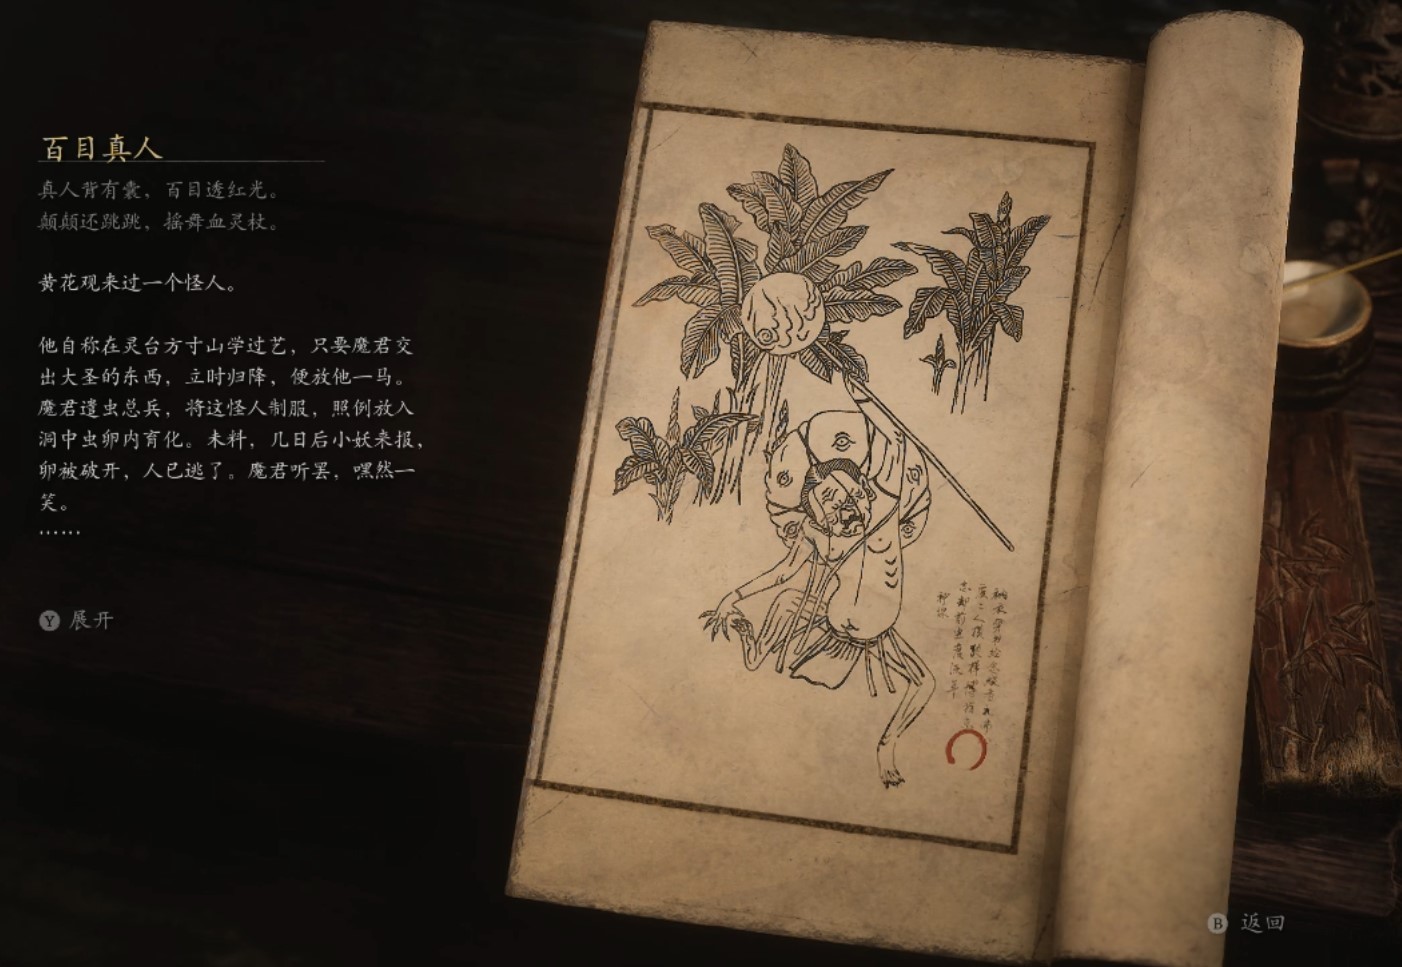 百目真人
真人背有囊，百目透红光。
颠颠还跳跳，摇舞血灵杖。
黄花观来过一个怪人。
他自称在灵台方寸山学过艺，只要魔君交
出大圣的东西，立时归降，便放他一马。
魔君遣虫总兵，将这怪人制服，照例放入
洞中虫卵内育化。未料，几日后小妖来报，
卵被破开，人已逃了。魔君听罢，嘿然一
笑。
……
Y 展开
B 返回